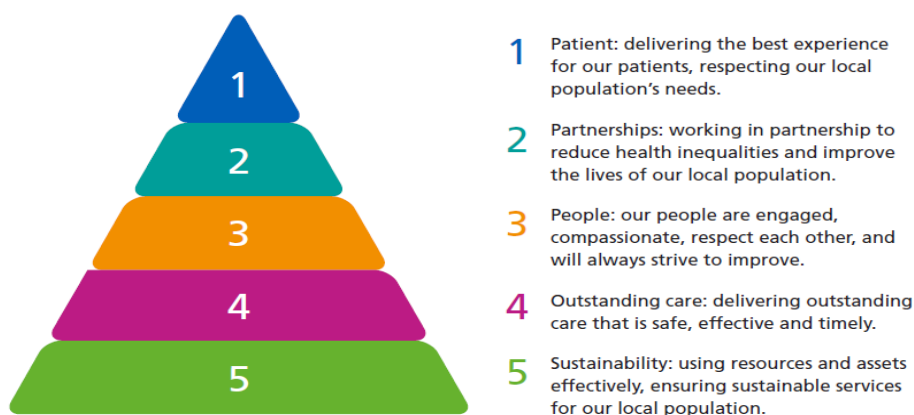 1
2
3
4
5
1 Patient: delivering the best experience
for our patients, respecting our local
population's needs.
2 Partnerships: working in partnership to
reduce health inequalities and improve
the lives of our local population.
3 People: our people are engaged,
compassionate, respect each other, and
will always strive to improve.
4 Outstanding care: delivering outstanding
care that is safe, effective and timely.
5 Sustainability: using resources and assets
effectively, ensuring sustainable services
for our local population.